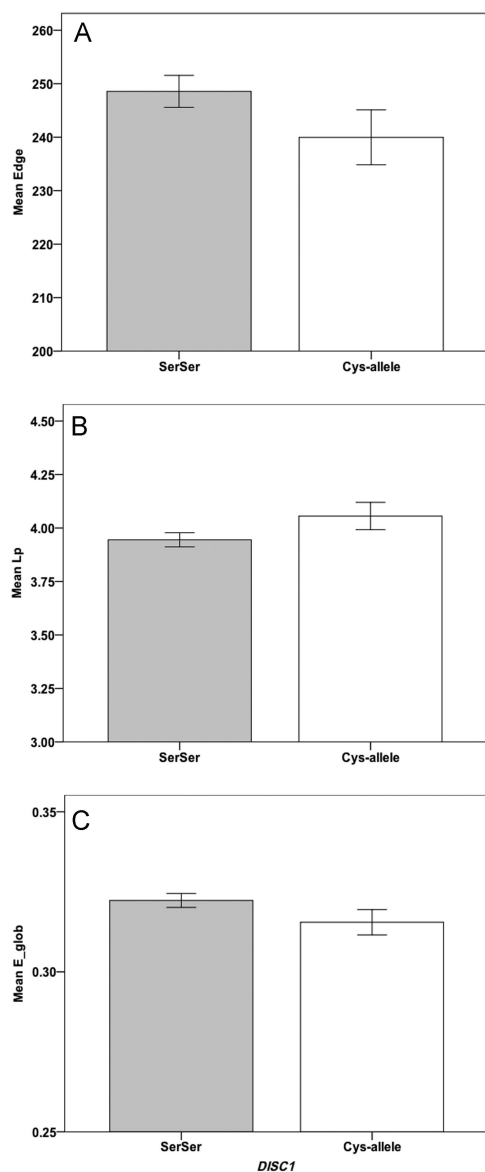 A
260
250
240
230
220
210
200
Mean Edge
SerSer Cys-allele
B
4.50
4.25
4.00
3.75
3.50
3.25
3.00
Mean Lp
SerSer Cys-allele
C
0.35
0.30
0.25
Mean E_glob
SerSer Cys-allele
DISC1